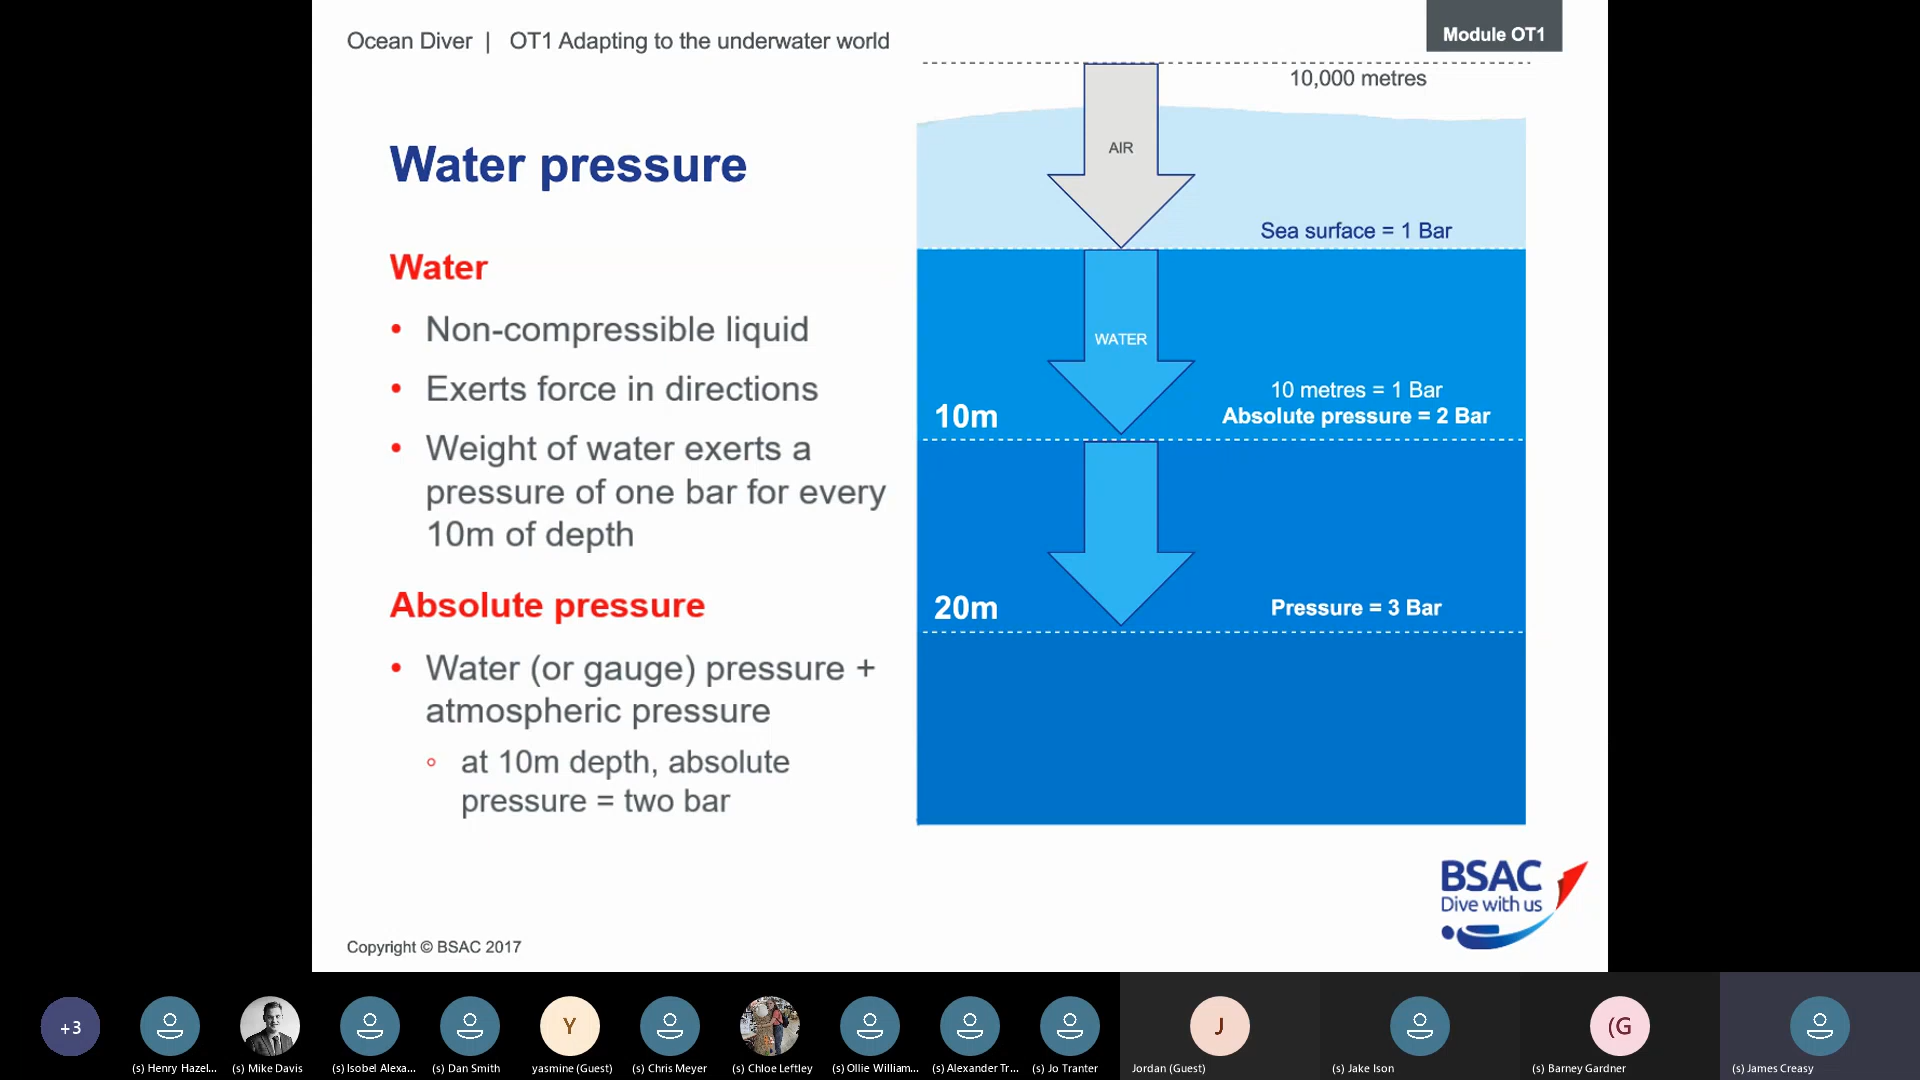 Ocean Diver | OT1 Adapting to the underwater world
Module OT1
Water pressure
Water
• Non-compressible liquid
• Exerts force in directions
• Weight of water exerts a
pressure of one bar for every
10m of depth
Absolute pressure
• Water (or gauge) pressure +
atmospheric pressure
◦ at 10m depth, absolute
pressure = two bar
10,000 metres
AIR
Sea surface = 1 Bar
WATER
10 metres = 1 Bar
10m
Absolute pressure = 2 Bar
20m
Pressure = 3 Bar
BSAC
Dive with us
Copyright © BSAC 2017
+3
Y
J
(G
(s) Henry Hazel...
(s) Mike Davis
(s) Isobel Alexa...
(s) Dan Smith
yasmine (Guest)
(s) Chris Meyer
(s) Chloe Leftley
(s) Ollie William...
(s) Alexander Tr...
(s) Jo Tranter
Jordan (Guest)
(s) Jake Ison
(s) Barney Gardner
(s) James Creasy